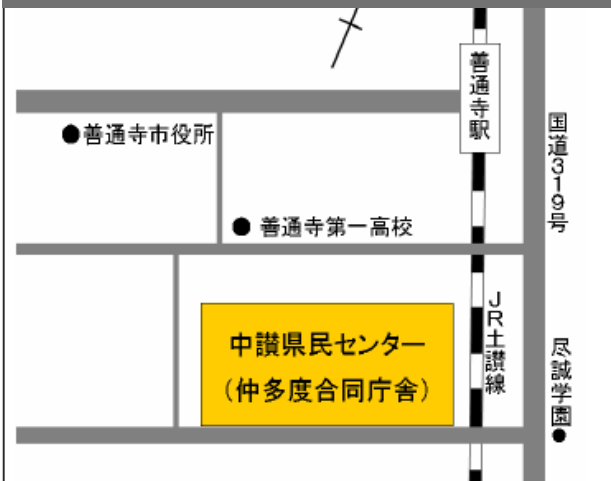 善通寺駅
●善通寺市役所
国道319号
● 善通寺第一高校
JR土讃線
中讃県民センター
（仲多度合同庁舎）
尽誠学園●